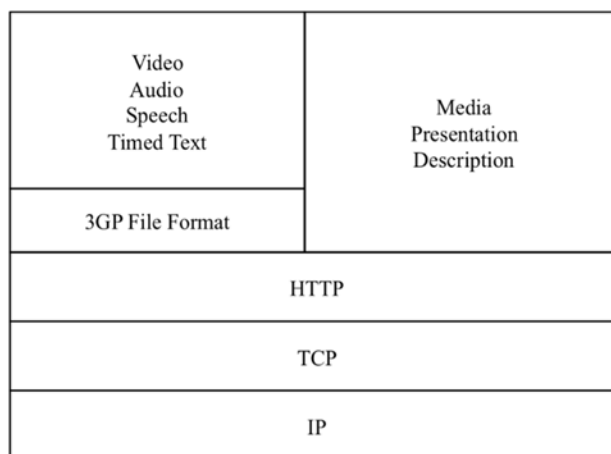 Video
Audio
Speech
Timed Text
3GP File Format
Media
Presentation
Description
HTTP
TCP
IP